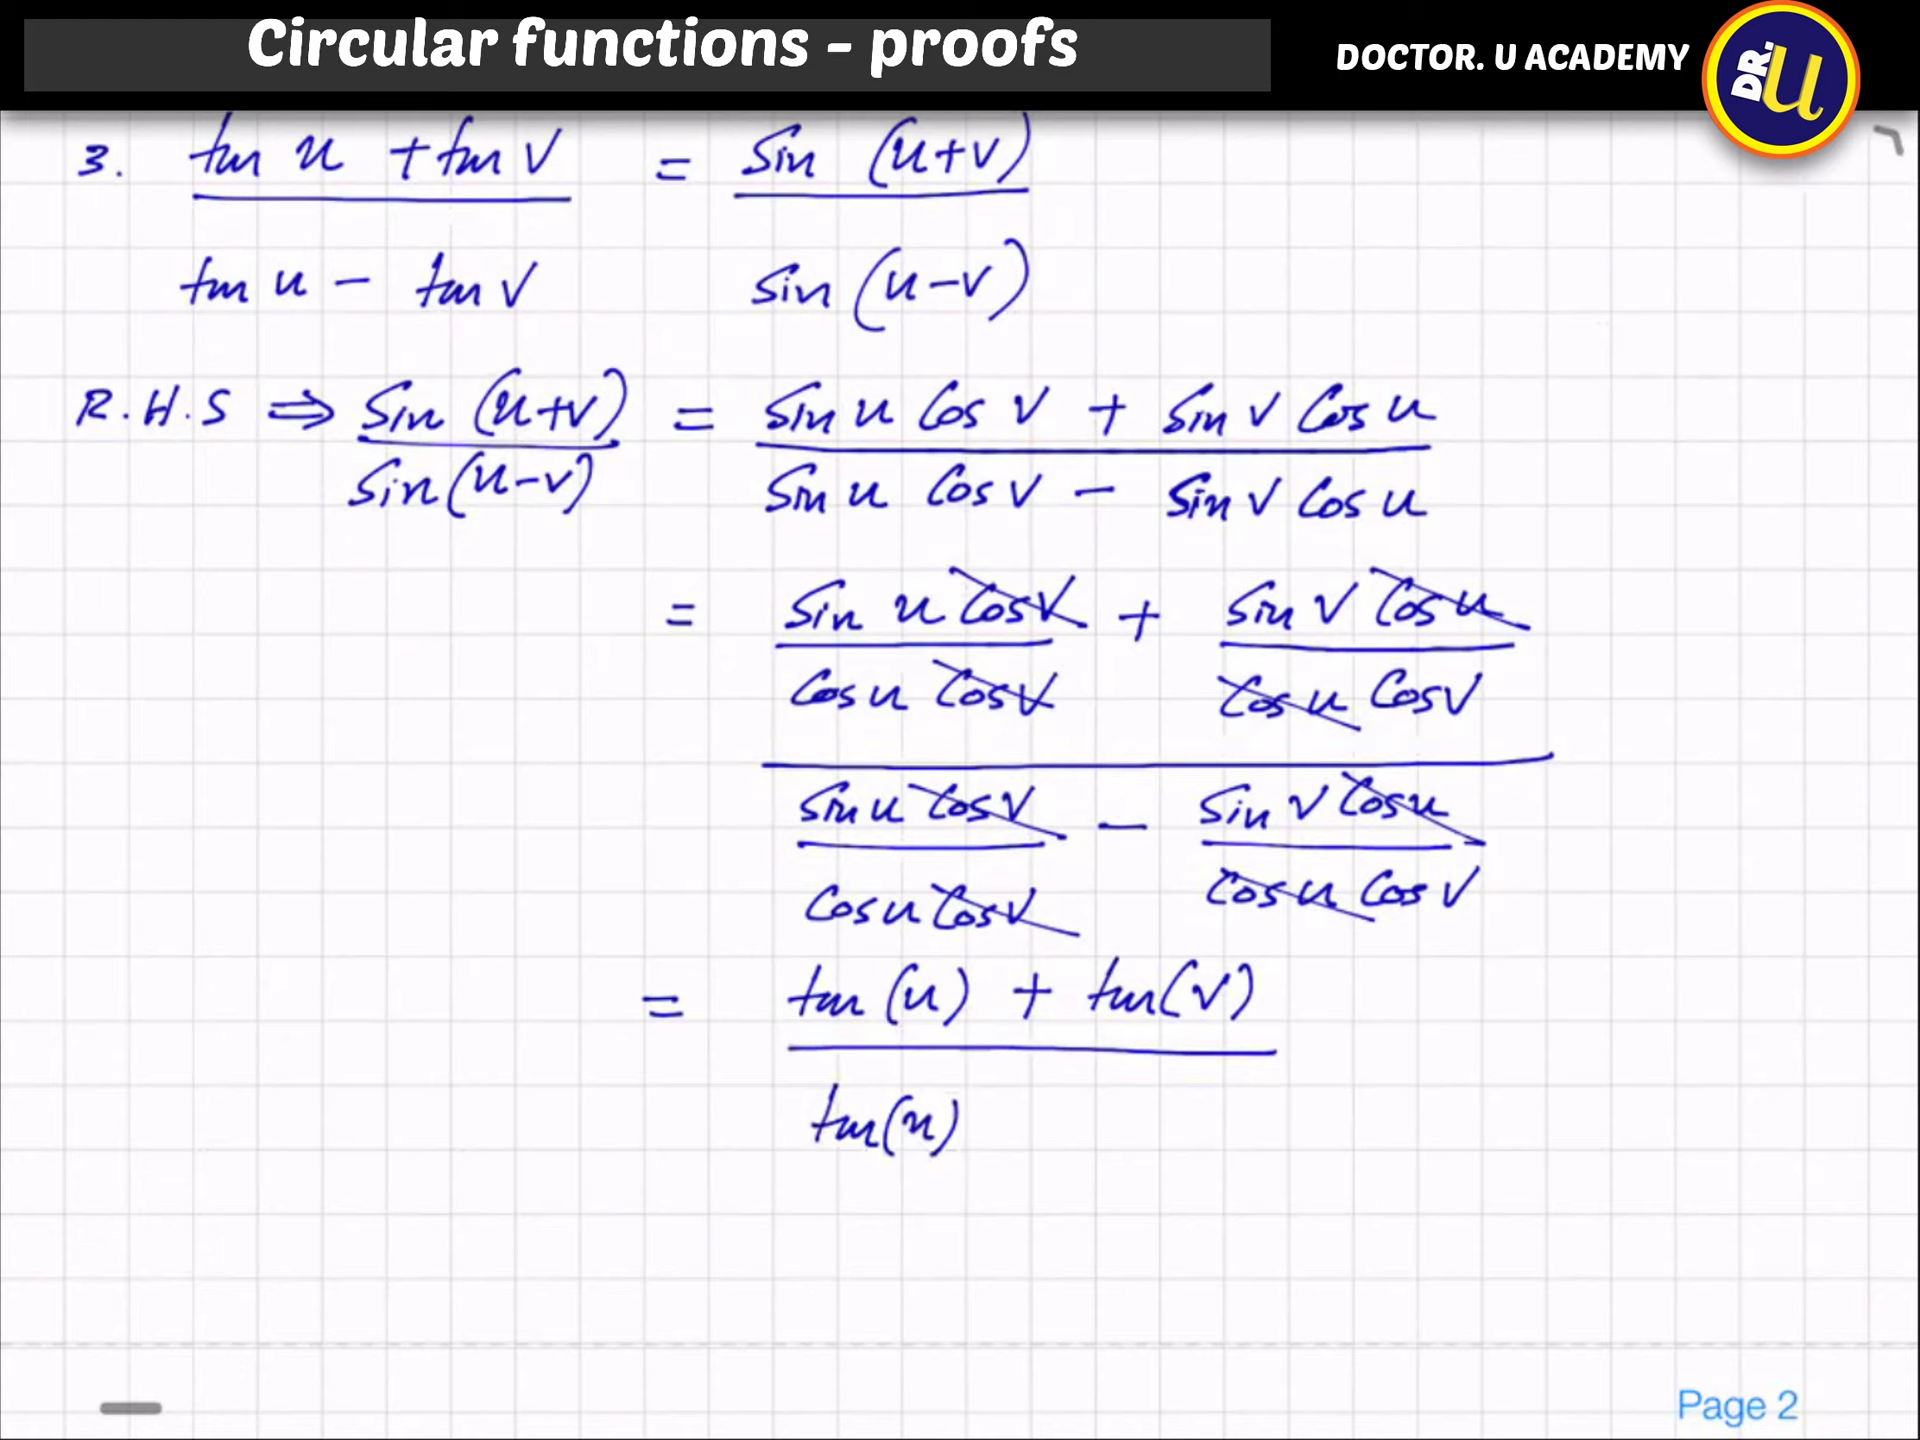 Circular functions - proofs
DOCTOR. U ACADEMY
DR. U
3. tan u + tan v = Sin (u+v)
tan u - tan v sin (u-v)
R.H.S ⇒ Sin (u+v) = Sin u Cos v + Sin v Cos u
Sin(u-v) Sin u Cos v - Sin v Cos u
= Sin u Cos v + Sin v Cos u
Cos u Cos v Cos u Cos v
Sin u Cos v - Sin v Cos u
Cos u Cos v Cos u Cos v
= tan (u) + tan(v)
tan(u)
Page 2